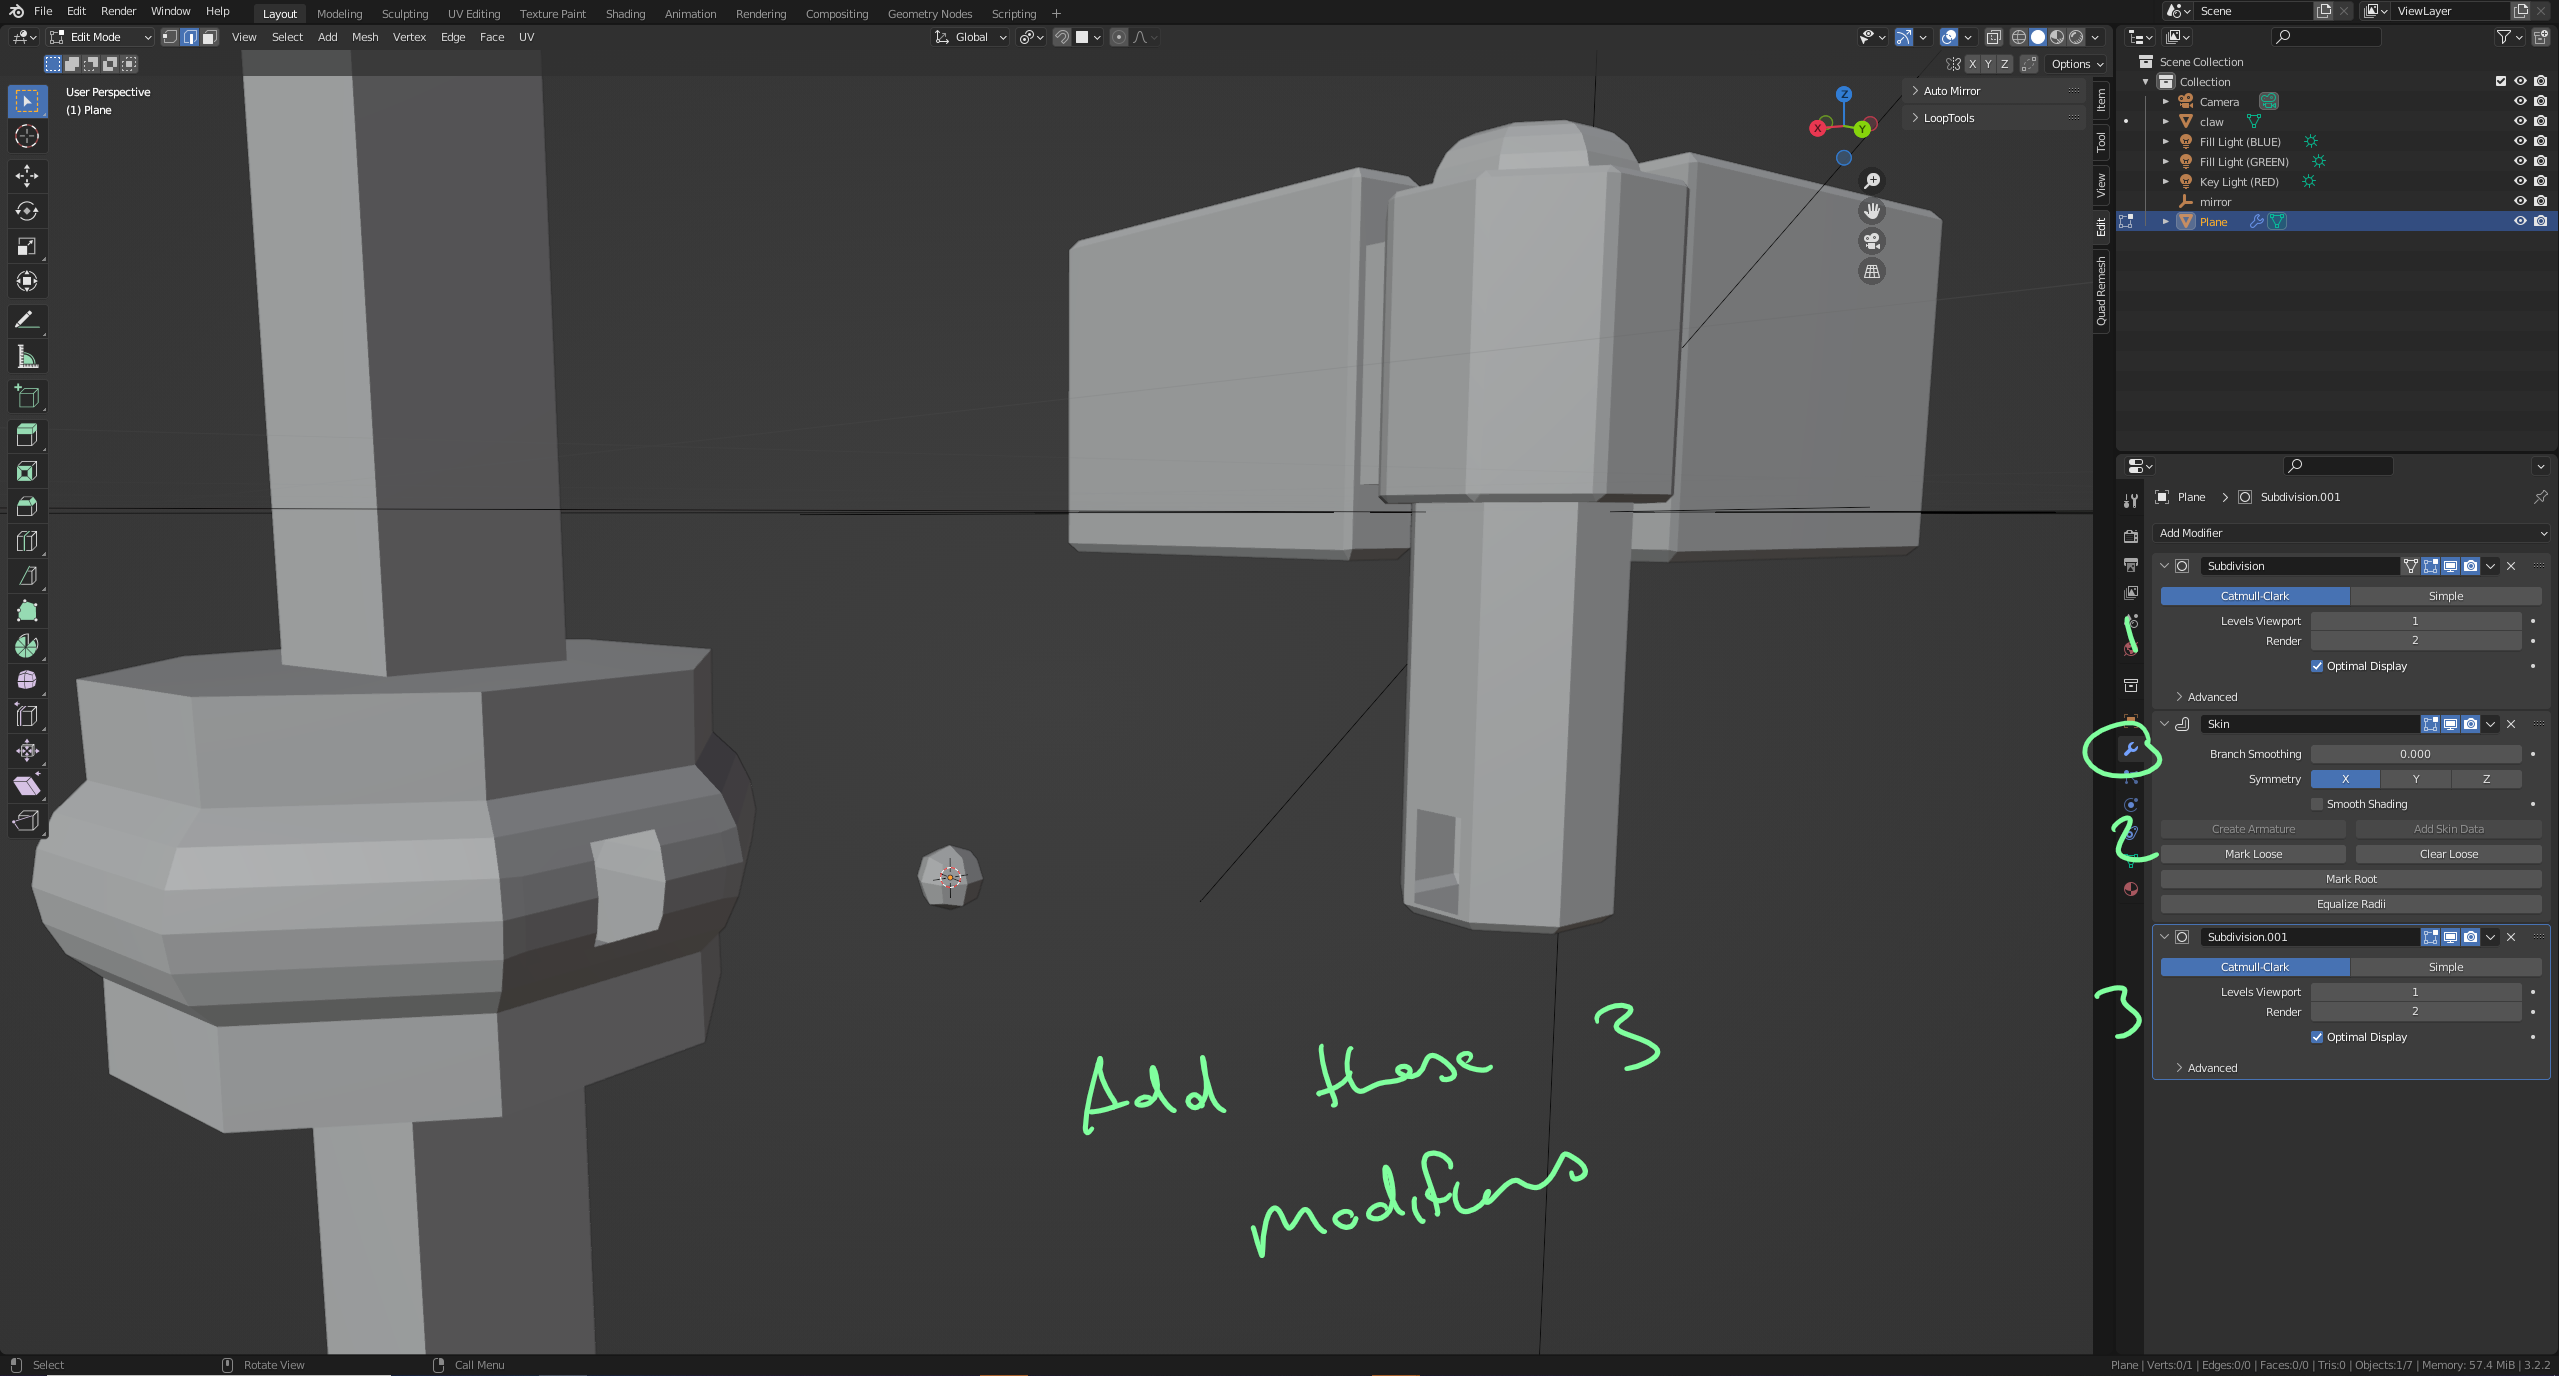 File Edit Render Window Help
Layout Modeling Sculpting UV Editing Texture Paint Shading Animation Rendering Compositing Geometry Nodes Scripting +
Scene
ViewLayer
Edit Mode
View Select Add Mesh Vertex Edge Face UV
Global
X Y Z
Options
User Perspective
(1) Plane
Auto Mirror
LoopTools
Z
X
Y
Item
Tool
View
Edit
Quad Remesh
Scene Collection
Collection
Camera
claw
Fill Light (BLUE)
Fill Light (GREEN)
Key Light (RED)
mirror
Plane
Plane > Subdivision.001
Add Modifier
Subdivision
Catmull-Clark Simple
Levels Viewport 1
Render 2
Optimal Display
Advanced
1
Skin
Branch Smoothing 0.000
Symmetry X Y Z
Smooth Shading
Create Armature Add Skin Data
Mark Loose Clear Loose
Mark Root
Equalize Radii
2
Subdivision.001
Catmull-Clark Simple
Levels Viewport 1
Render 2
Optimal Display
Advanced
3
Add these 3
modifiers
Select
Rotate View
Call Menu
Plane | Verts:0/1 | Edges:0/0 | Faces:0/0 | Tris:0 | Objects:1/7 | Memory: 57.4 MiB | 3.2.2